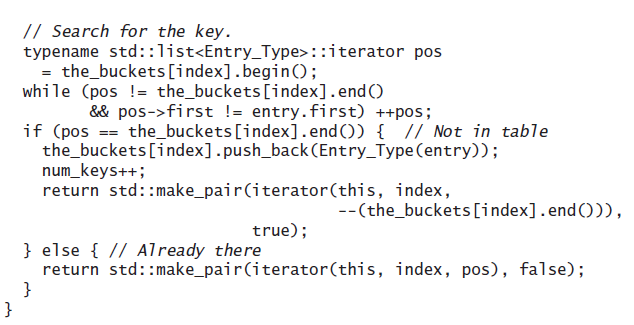 // Search for the key.
typename std::list<Entry_Type>::iterator pos
= the_buckets[index].begin();
while (pos != the_buckets[index].end()
&& pos->first != entry.first) ++pos;
if (pos == the_buckets[index].end()) { // Not in table
the_buckets[index].push_back(Entry_Type(entry));
num_keys++;
return std::make_pair(iterator(this, index,
--(the_buckets[index].end())),
true);
} else { // Already there
return std::make_pair(iterator(this, index, pos), false);
}
}